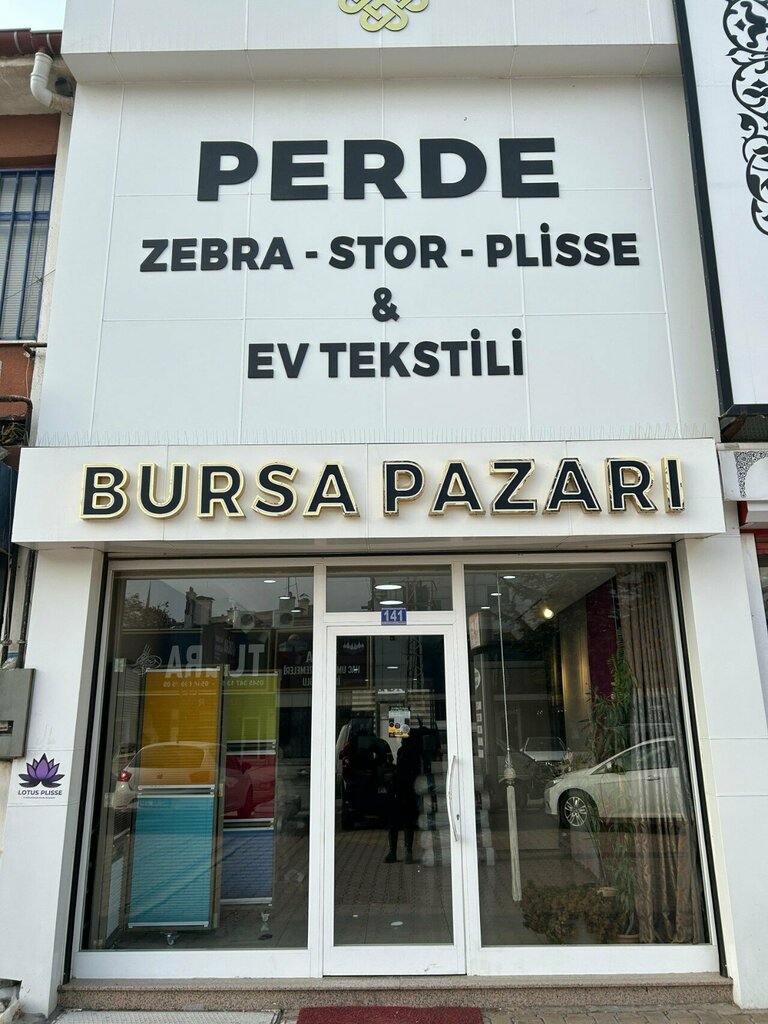 PERDE
ZEBRA - STOR - PLİSSE
&
EV TEKSTİLİ
BURSA PAZARI
141
LOTUS PLISSE